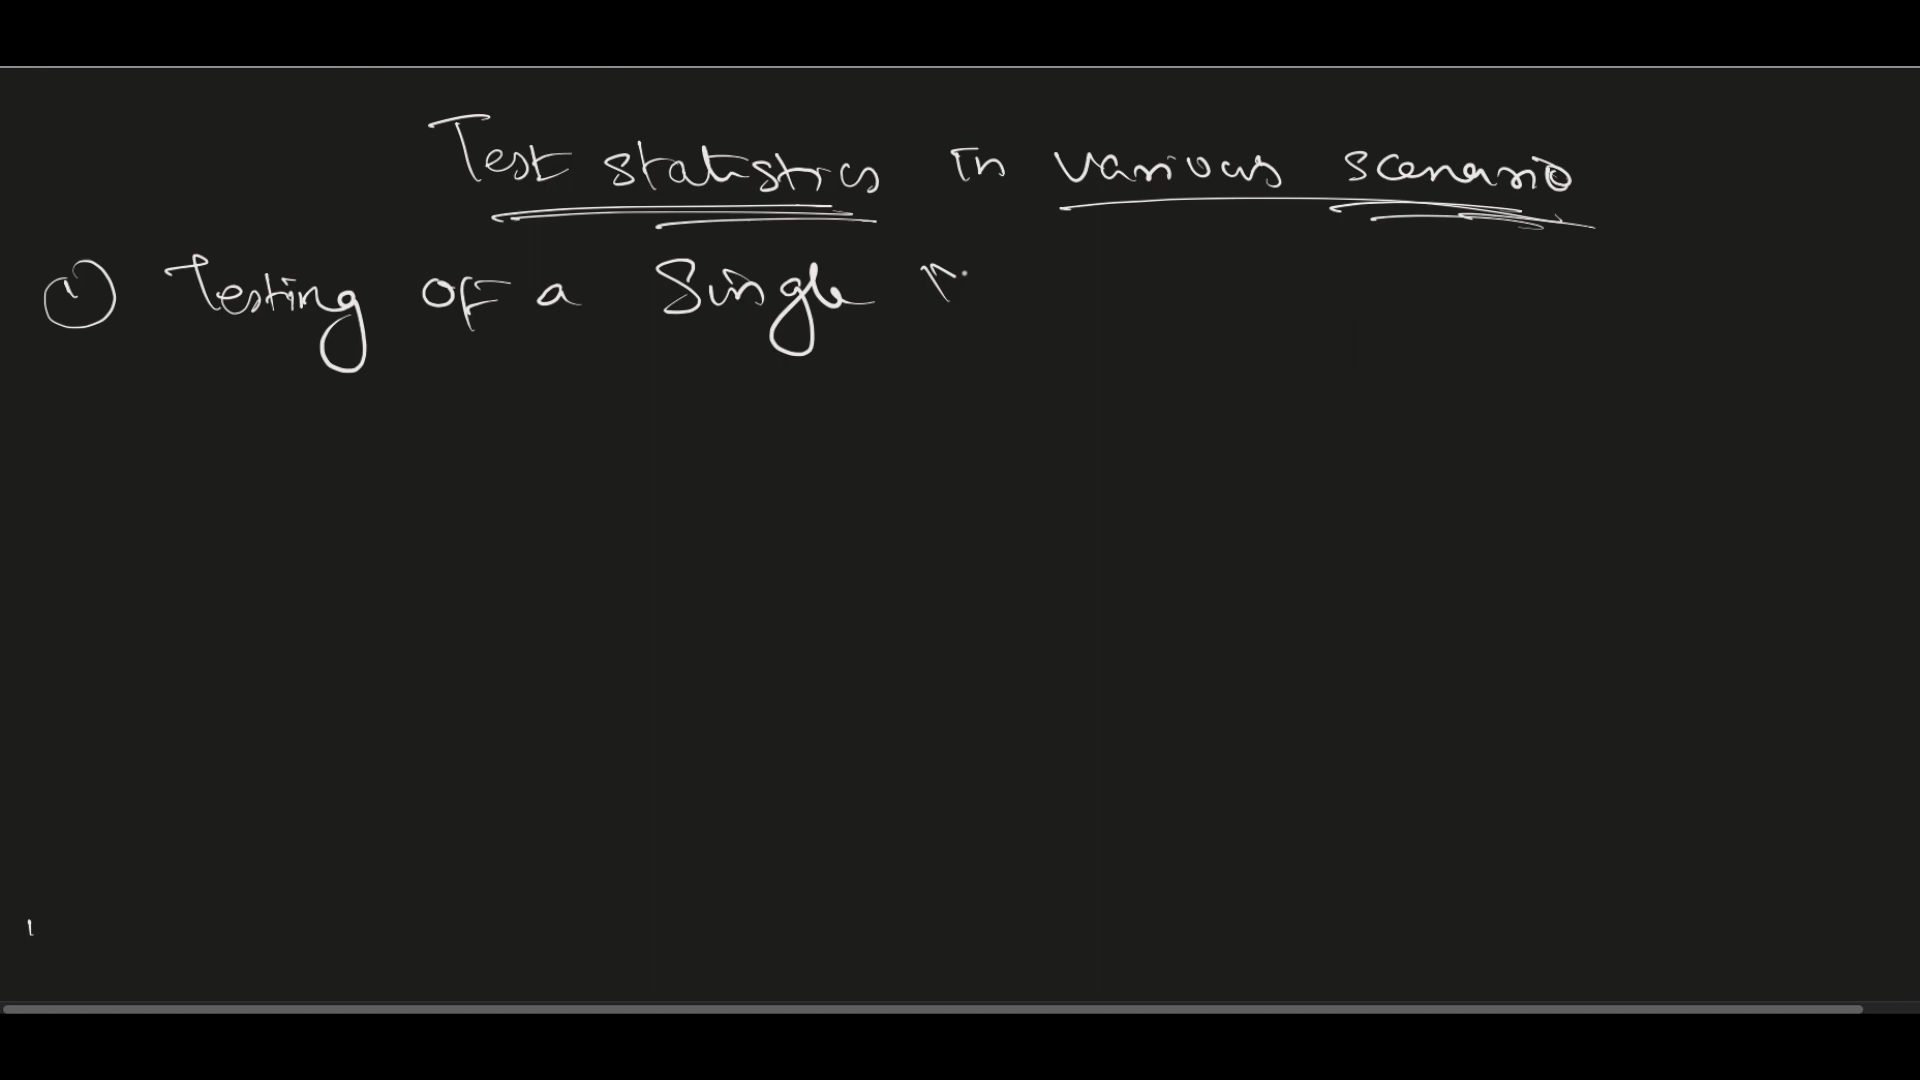 Test statistics in various scenario
① Testing of a Single